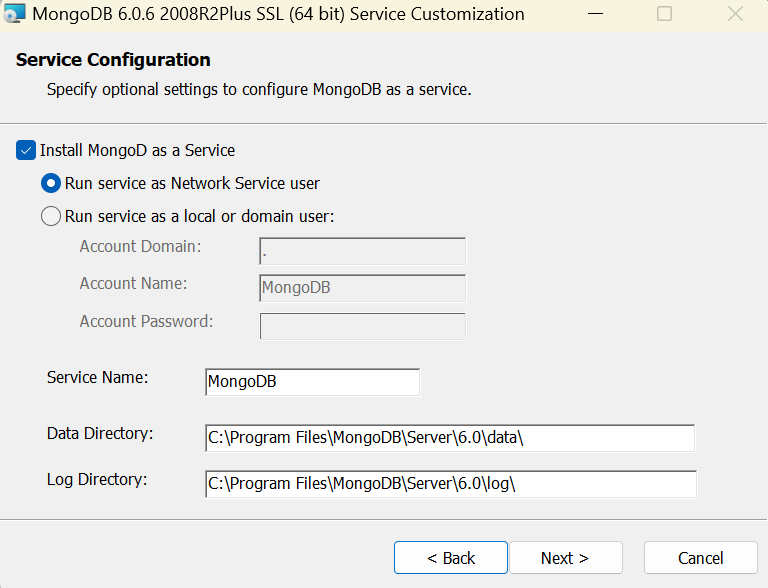 MongoDB 6.0.6 2008R2Plus SSL (64 bit) Service Customization
Service Configuration
Specify optional settings to configure MongoDB as a service.
Install MongoD as a Service
Run service as Network Service user
Run service as a local or domain user:
Account Domain: .
Account Name: MongoDB
Account Password:
Service Name: MongoDB
Data Directory: C:\Program Files\MongoDB\Server\6.0\data\
Log Directory: C:\Program Files\MongoDB\Server\6.0\log\
< Back Next > Cancel